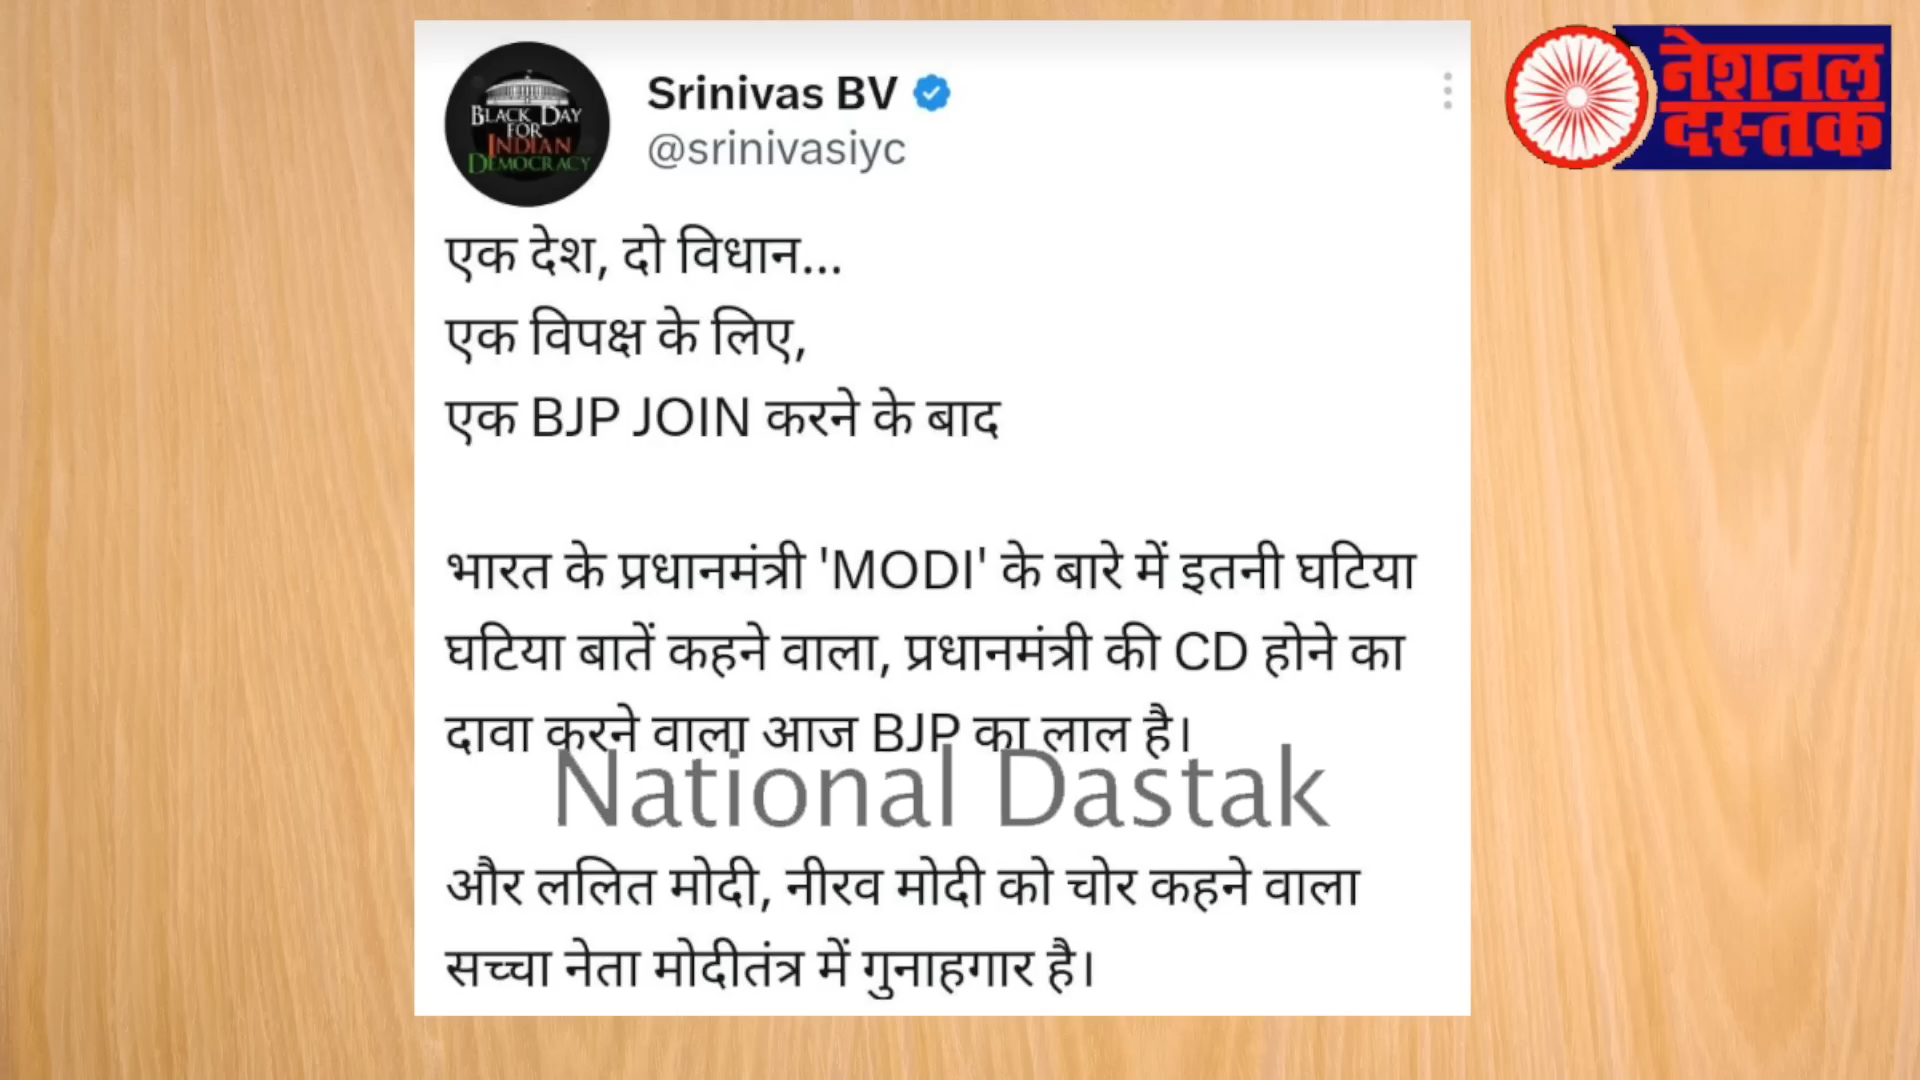 BLACK DAY
FOR
INDIAN
DEMOCRACY
Srinivas BV
@srinivasiyc
नेशनल
दस्तक
एक देश, दो विधान...
एक विपक्ष के लिए,
एक BJP JOIN करने के बाद
भारत के प्रधानमंत्री 'MODI' के बारे में इतनी घटिया
घटिया बातें कहने वाला, प्रधानमंत्री की CD होने का
दावा करने वाला आज BJP का लाल है।
National Dastak
और ललित मोदी, नीरव मोदी को चोर कहने वाला
सच्चा नेता मोदीतंत्र में गुनाहगार है।